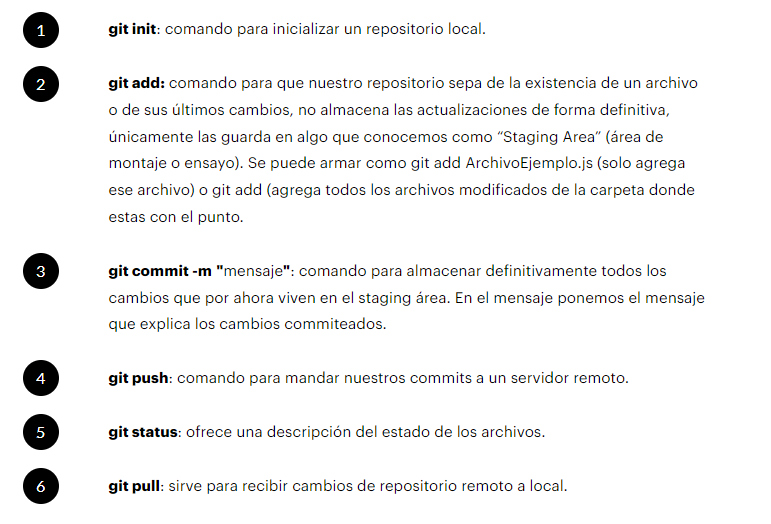 1
git init: comando para inicializar un repositorio local.
2
git add: comando para que nuestro repositorio sepa de la existencia de un archivo
o de sus últimos cambios, no almacena las actualizaciones de forma definitiva,
únicamente las guarda en algo que conocemos como “Staging Area” (área de
montaje o ensayo). Se puede armar como git add ArchivoEjemplo.js (solo agrega
ese archivo) o git add (agrega todos los archivos modificados de la carpeta donde
estas con el punto.
3
git commit -m "mensaje": comando para almacenar definitivamente todos los
cambios que por ahora viven en el staging área. En el mensaje ponemos el mensaje
que explica los cambios commiteados.
4
git push: comando para mandar nuestros commits a un servidor remoto.
5
git status: ofrece una descripción del estado de los archivos.
6
git pull: sirve para recibir cambios de repositorio remoto a local.